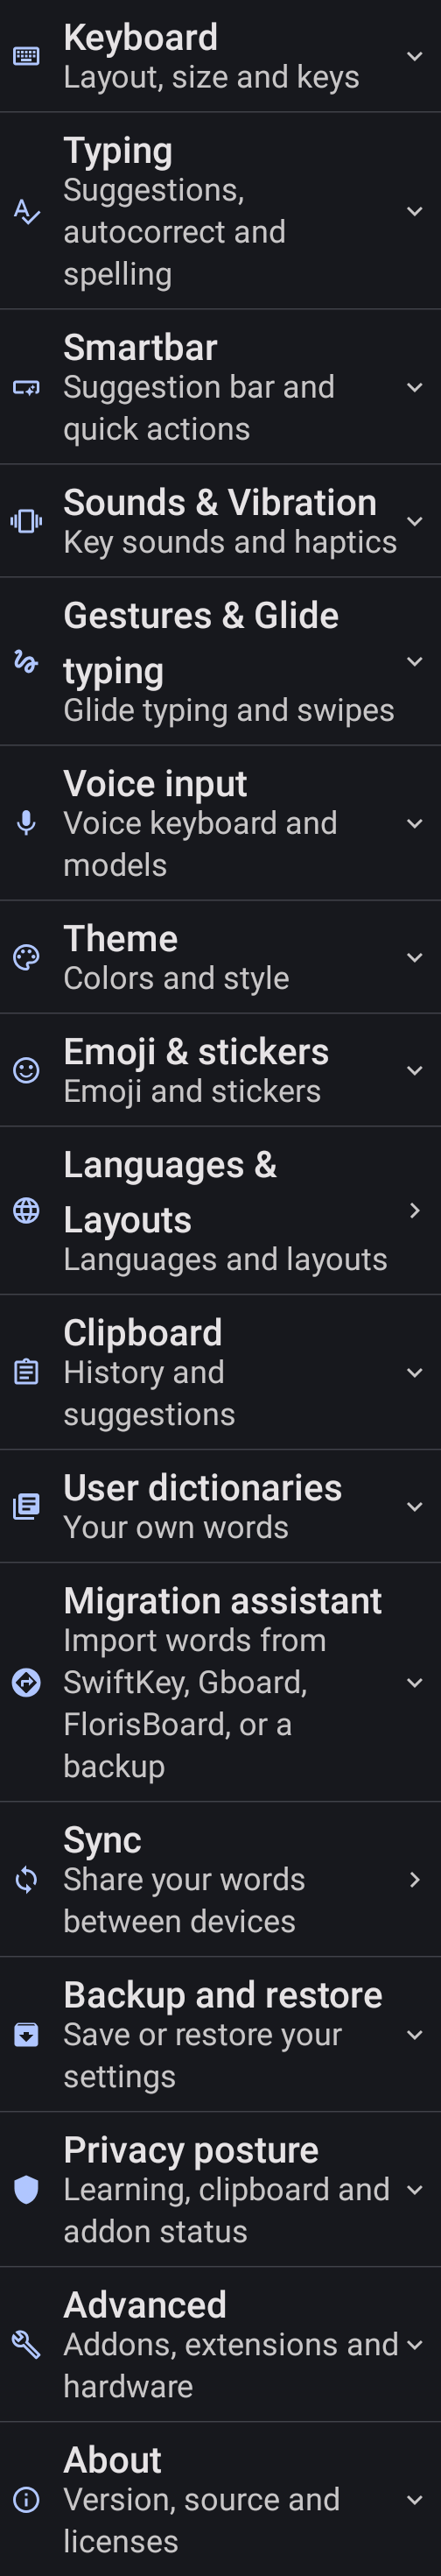 Keyboard
Layout, size and keys
Typing
Suggestions,
autocorrect and
spelling
Smartbar
Suggestion bar and
quick actions
Sounds & Vibration
Key sounds and haptics
Gestures & Glide
typing
Glide typing and swipes
Voice input
Voice keyboard and
models
Theme
Colors and style
Emoji & stickers
Emoji and stickers
Languages &
Layouts
Languages and layouts
Clipboard
History and
suggestions
User dictionaries
Your own words
Migration assistant
Import words from
SwiftKey, Gboard,
FlorisBoard, or a
backup
Sync
Share your words
between devices
Backup and restore
Save or restore your
settings
Privacy posture
Learning, clipboard and
addon status
Advanced
Addons, extensions and
hardware
About
Version, source and
licenses